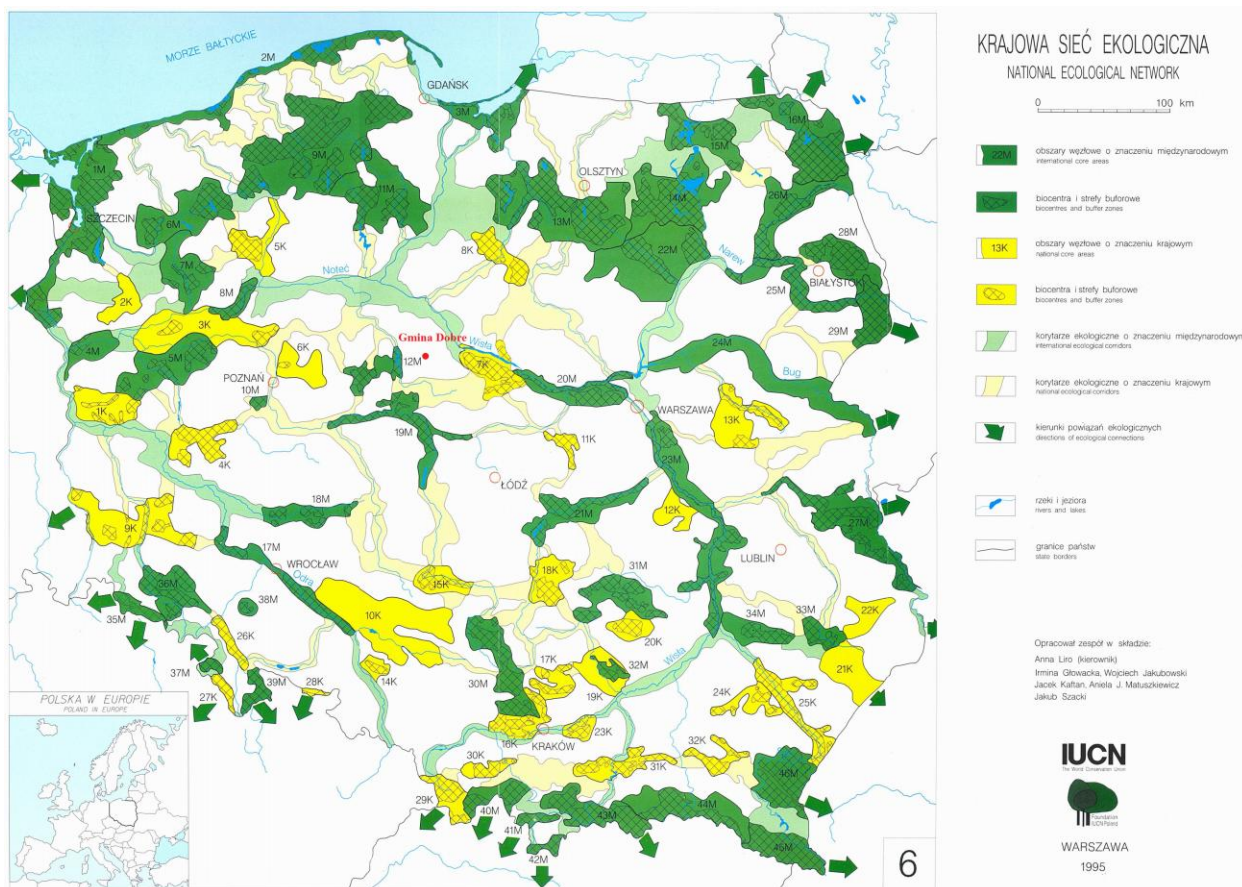 KRAJOWA SIEĆ EKOLOGICZNA
NATIONAL ECOLOGICAL NETWORK
0 100 km
22M obszary węzłowe o znaczeniu międzynarodowym
international core areas
biocentra i strefy buforowe
biocentres and buffer zones
13K obszary węzłowe o znaczeniu krajowym
national core areas
biocentra i strefy buforowe
biocentres and buffer zones
korytarze ekologiczne o znaczeniu międzynarodowym
international ecological corridors
korytarze ekologiczne o znaczeniu krajowym
national ecological corridors
kierunki powiązań ekologicznych
directions of ecological connections
rzeki i jeziora
rivers and lakes
granice państw
state borders
Opracował zespół w składzie:
Anna Liro (kierownik)
Irmina Głowacka, Wojciech Jakubowski
Jacek Kaftan, Aniela J. Matuszkiewicz
Jakub Szacki
IUCN
The World Conservation Union
Foundation
IUCN Poland
WARSZAWA
1995
MORZE BAŁTYCKIE
2M
GDAŃSK
3M
16M
1M
9M
15M
OLSZTYN
SZCZECIN
6M
11M
13M
14M
26M
5K
8K
22M
28M
7M
Noteć
Narew
BIAŁYSTOK
2K
8M
25M
3K
29M
4M
5M
6K
Gmina Dobre
12M
Wisła
7K
24M
POZNAŃ
10M
20M
Bug
1K
WARSZAWA
13K
19M
4K
11K
23M
ŁÓDŹ
18M
21M
12K
27M
9K
17M
WROCŁAW
LUBLIN
Odra
36M
15K
18K
31M
38M
10K
34M
33M
22K
35M
26K
20K
17K
Wisła
32M
37M
14K
30M
19K
21K
27K
39M
28K
24K
25K
16K
KRAKÓW
23K
30K
31K
32K
46M
29K
40M
43M
44M
41M
42M
45M
POLSKA W EUROPIE
POLAND IN EUROPE
6